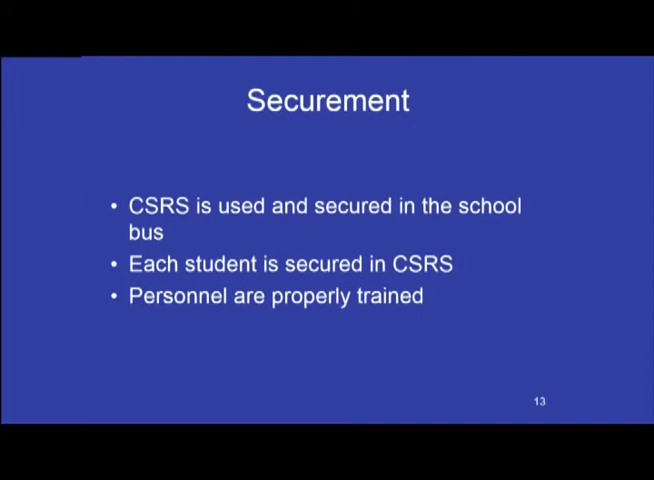 Securement
• CSRS is used and secured in the school
bus
• Each student is secured in CSRS
• Personnel are properly trained
13